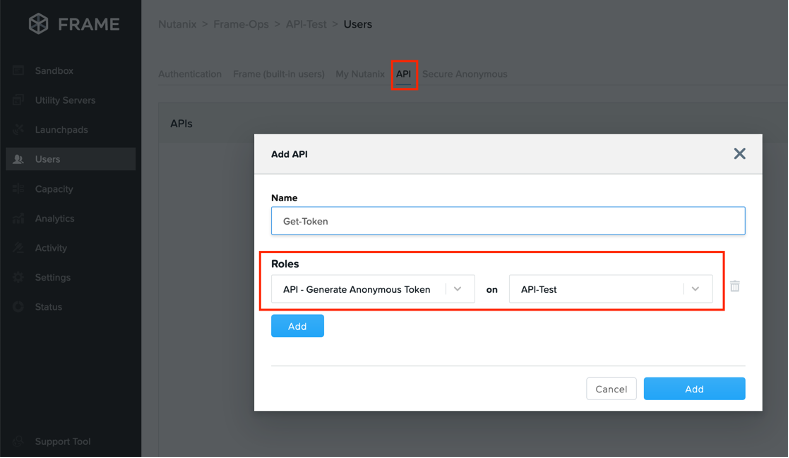 FRAME
Nutanix > Frame-Ops > API-Test > Users
Sandbox
Utility Servers
Launchpads
Users
Capacity
Analytics
Activity
Settings
Status
Support Tool
Authentication Frame (built-in users) My Nutanix API Secure Anonymous
APIs
Add API
Name
Get-Token
Roles
API - Generate Anonymous Token on API-Test
Add
Cancel Add